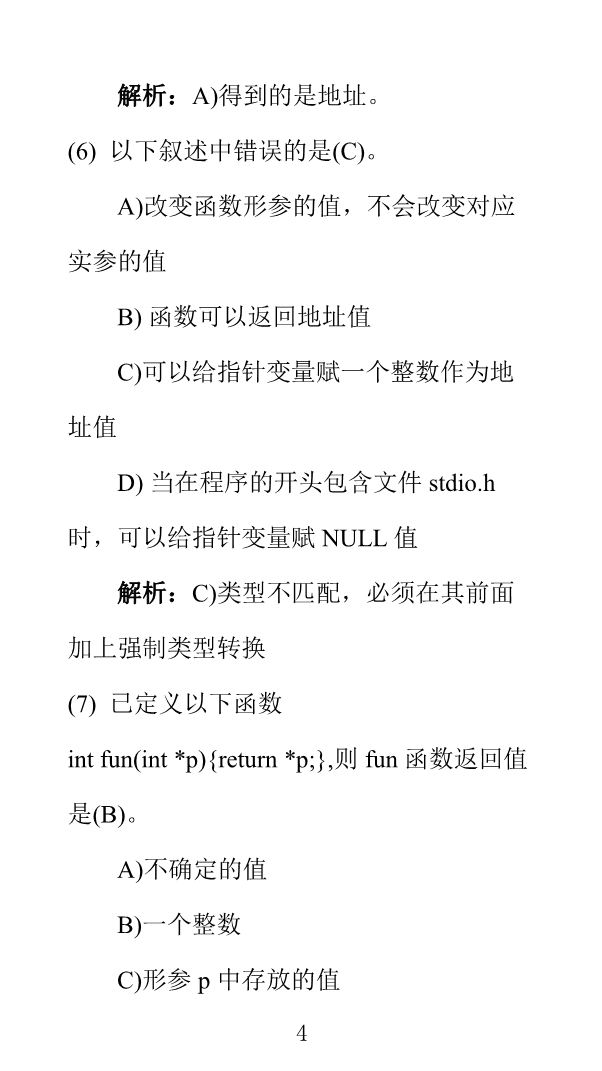 解析：A)得到的是地址。
(6) 以下叙述中错误的是(C)。
A)改变函数形参的值，不会改变对应
实参的值
B) 函数可以返回地址值
C)可以给指针变量赋一个整数作为地
址值
D) 当在程序的开头包含文件 stdio.h
时，可以给指针变量赋 NULL 值
解析：C)类型不匹配，必须在其前面
加上强制类型转换
(7) 已定义以下函数
int fun(int *p){return *p;},则 fun 函数返回值
是(B)。
A)不确定的值
B)一个整数
C)形参 p 中存放的值
4